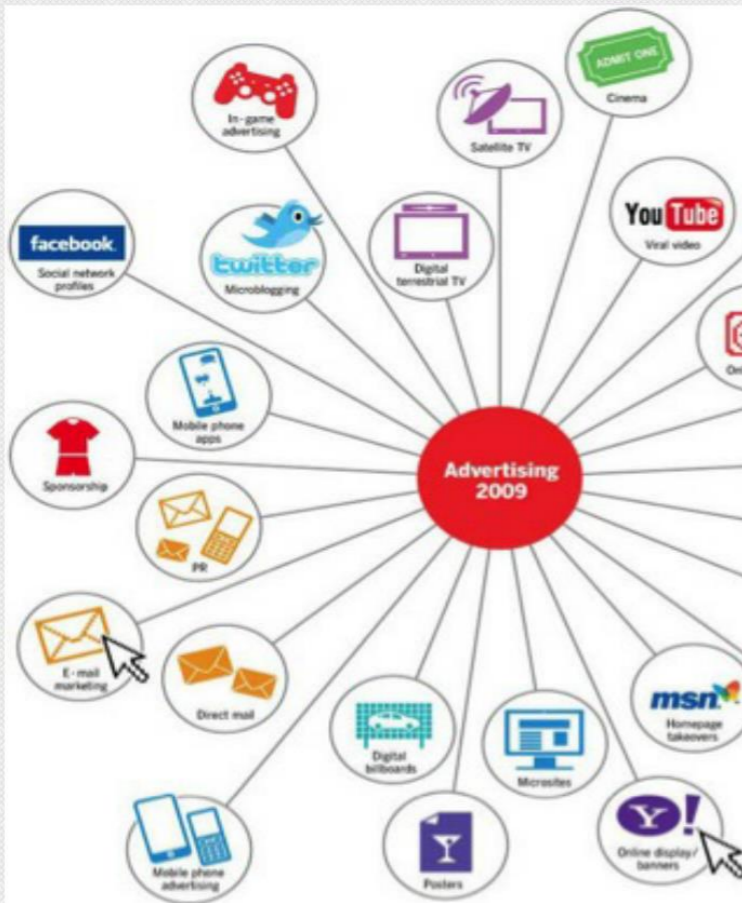 ADMIT ONE
Cinema
In-game
advertising
Satellite TV
You Tube
Viral video
facebook.
Social network
profiles
twitter
Microblogging
Digital
terrestrial TV
Mobile phone
apps
Advertising
2009
Sponsorship
PR
E-mail
marketing
Direct mail
msn
Homepage
takeovers
Digital
billboards
Microsites
Mobile phone
advertising
Posters
Y!
Online display/
banners